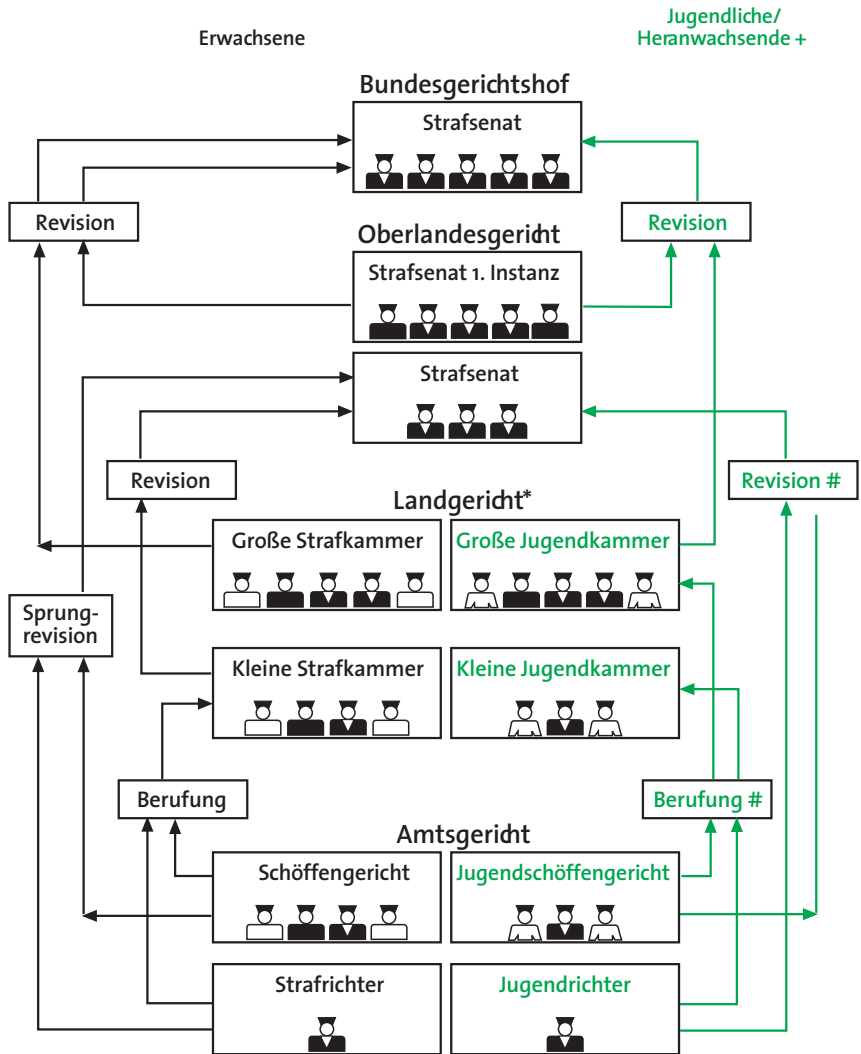 Erwachsene
Jugendliche/
Heranwachsende +
Bundesgerichtshof
Strafsenat
Revision
Revision
Oberlandesgericht
Strafsenat 1. Instanz
Strafsenat
Revision
Revision #
Landgericht*
Große Strafkammer
Große Jugendkammer
Sprung-
revision
Kleine Strafkammer
Kleine Jugendkammer
Berufung
Berufung #
Amtsgericht
Schöffengericht
Jugendschöffengericht
Strafrichter
Jugendrichter